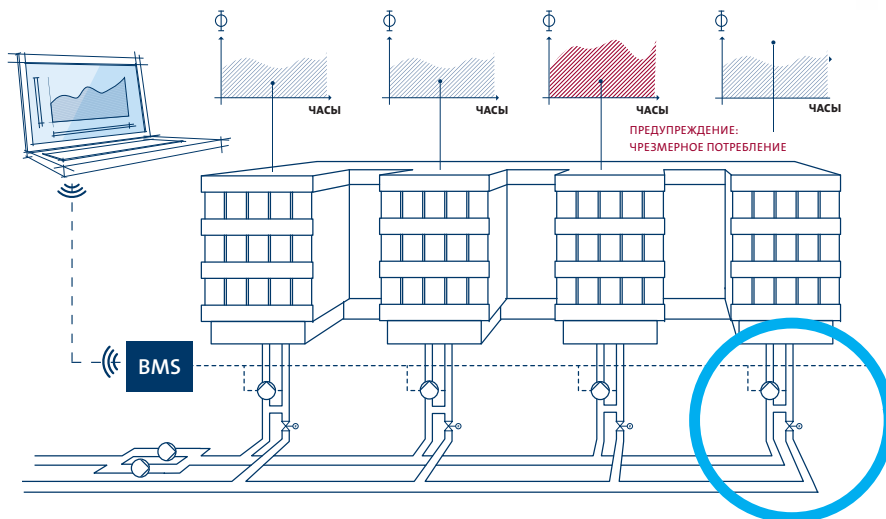 Φ
Φ
Φ
Φ
ЧАСЫ
ЧАСЫ
ЧАСЫ
ЧАСЫ
ПРЕДУПРЕЖДЕНИЕ:
ЧРЕЗМЕРНОЕ ПОТРЕБЛЕНИЕ
BMS